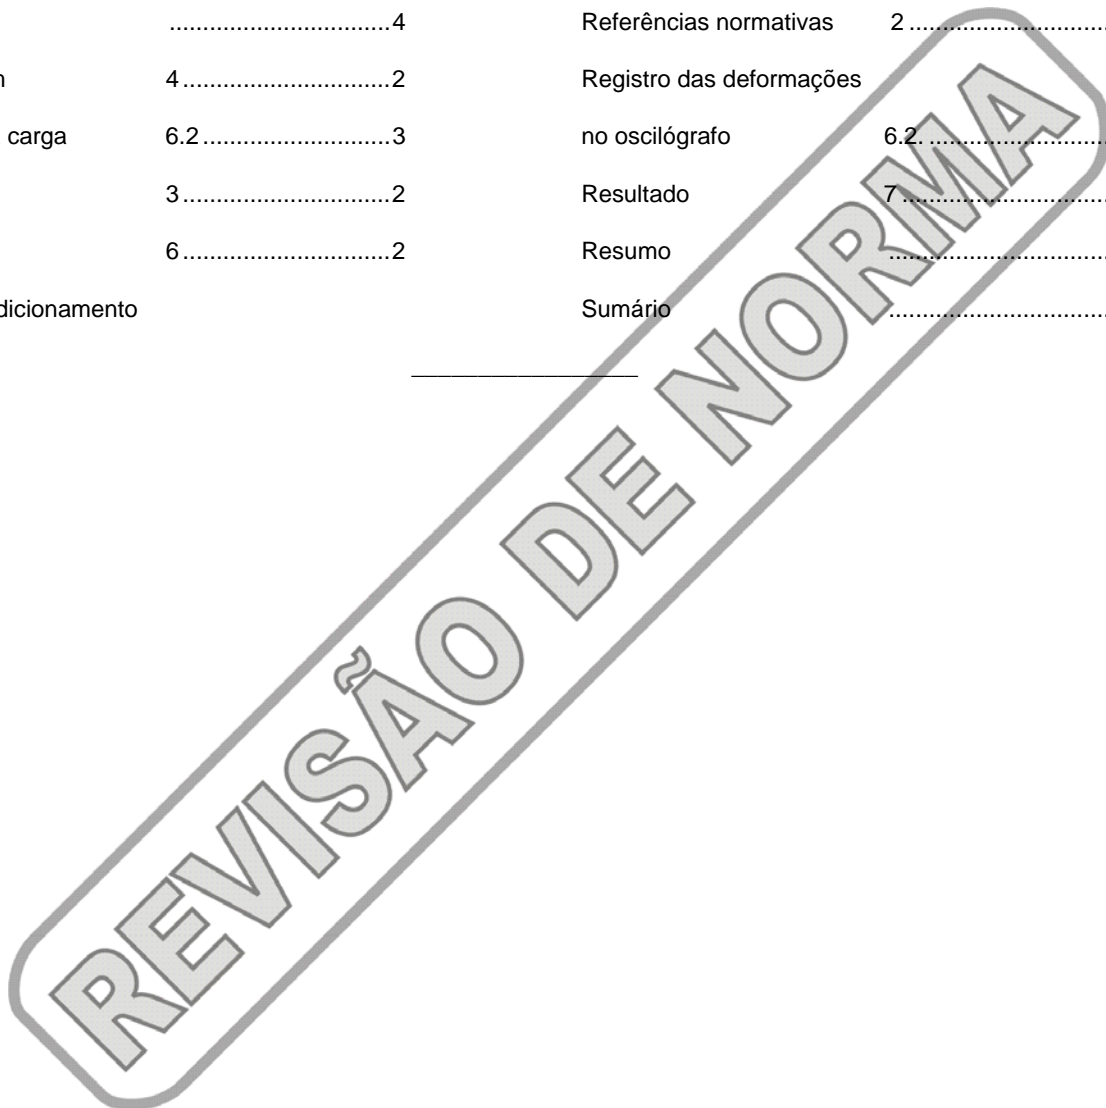 ..................................4 Referências normativas 2..............................
4................................2 Registro das deformações
carga 6.2.............................3 no oscilógrafo 6.2. ...........................
3................................2 Resultado 7...............................
6................................2 Resumo .................................
dicionamento Sumário .................................
REVISÃO DE NORMA